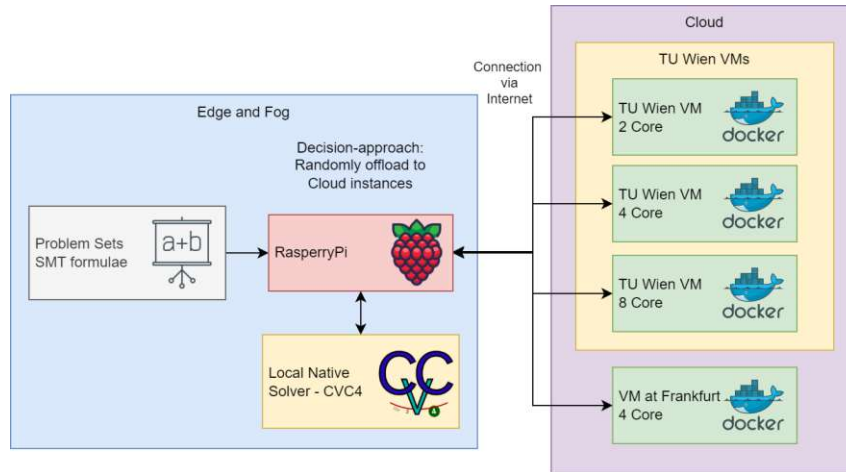 Cloud
TU Wien VMs
Connection
via
Internet
TU Wien VM
2 Core
docker
Edge and Fog
Decision-approach:
Randomly offload to
Cloud instances
TU Wien VM
4 Core
docker
Problem Sets
SMT formulae
a+b
RasperryPi
TU Wien VM
8 Core
docker
Local Native
Solver - CVC4
CVC
4
VM at Frankfurt
4 Core
docker